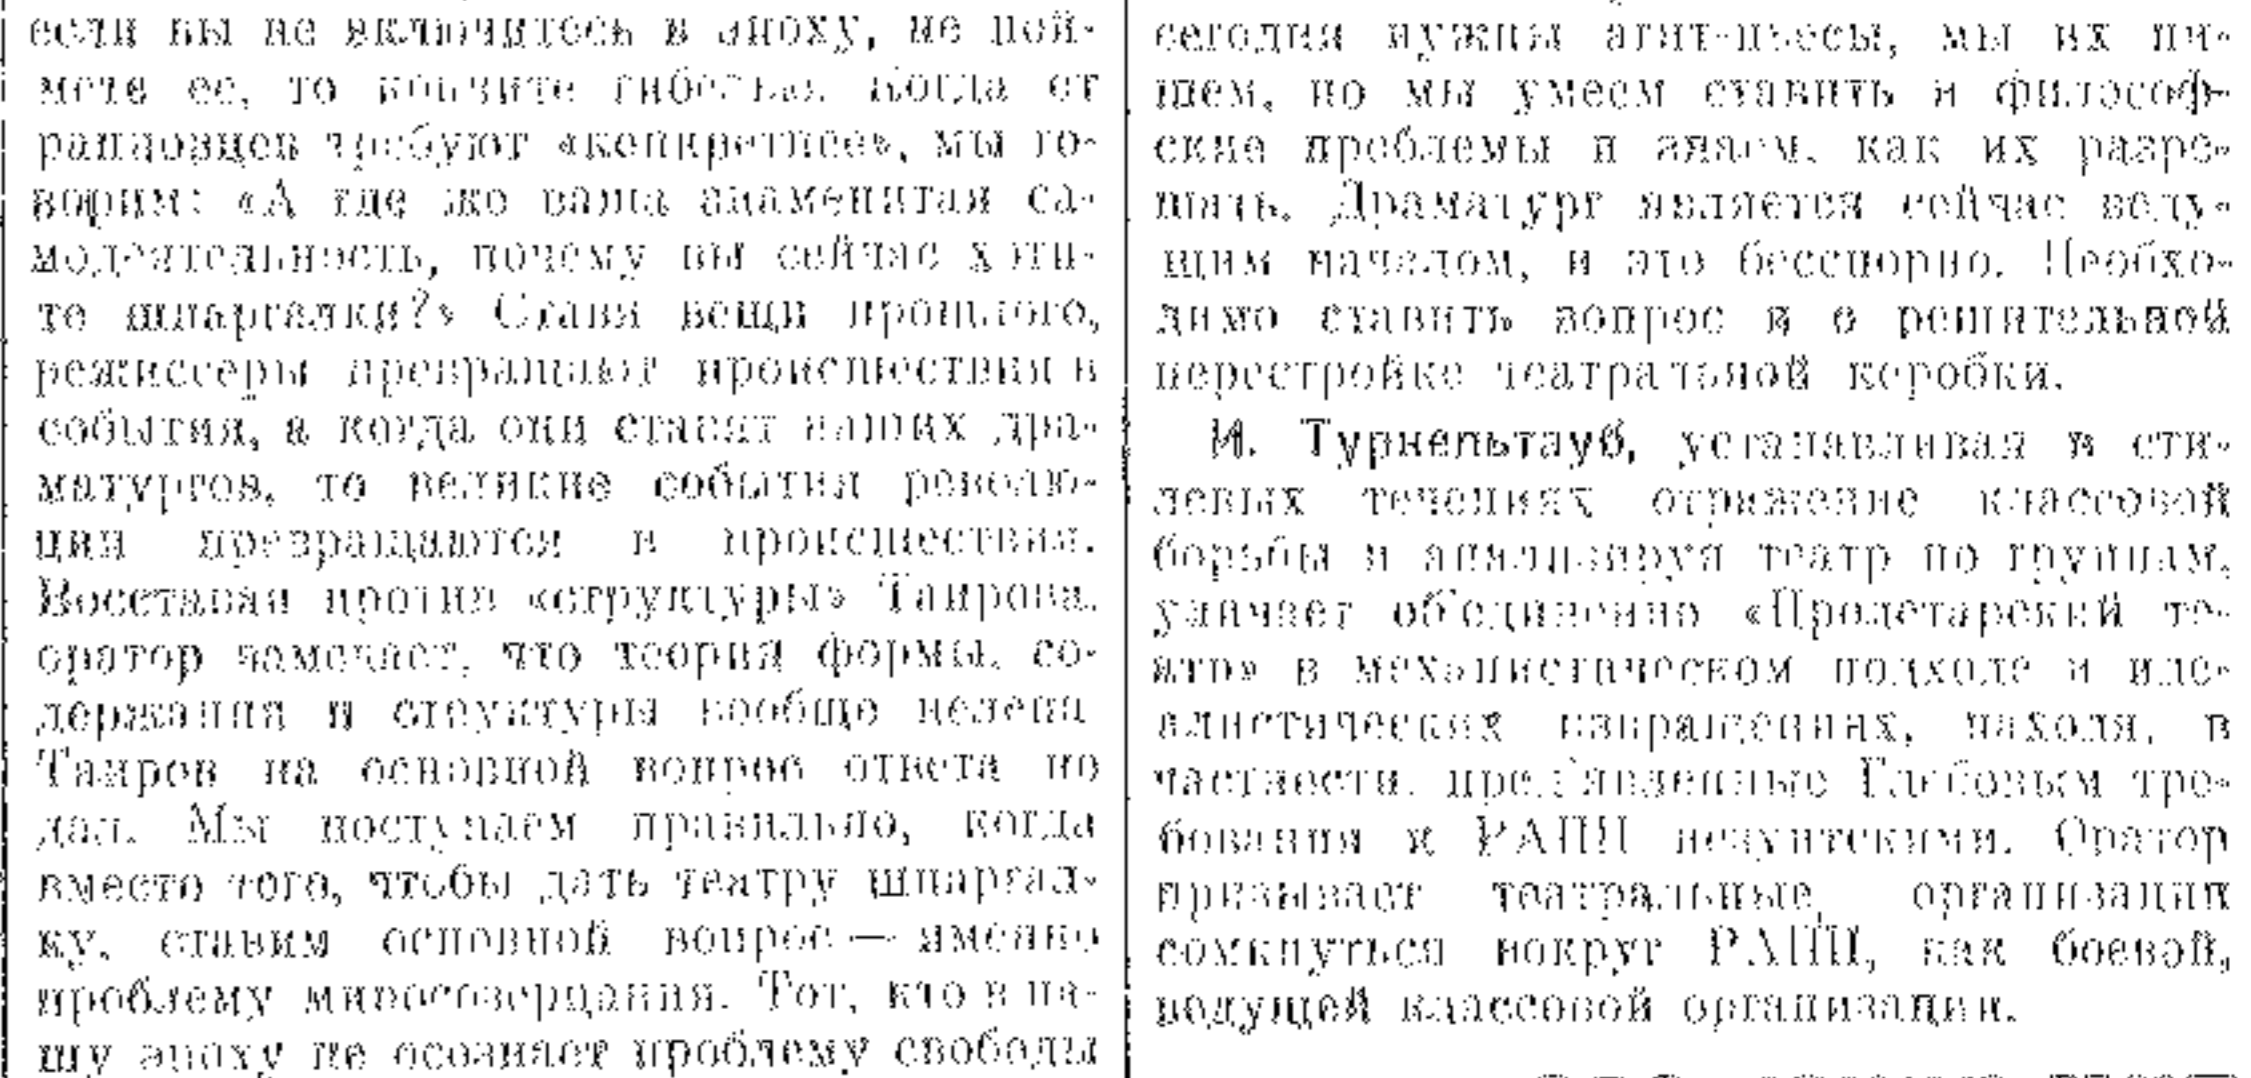 если вы не включитесь в эпоху, не пой-
мете ее, то кончите гибелью. Когда от
рапповцев требуют «конкретнее», мы го-
ворим: «А где же ваша знаменитая са-
модеятельность, почему вы сейчас хоти-
те шпаргалки?» Ставя вещи прошлого,
режиссеры превращают происшествия в
события, а когда они ставят наших дра-
матургов, то великие события револю-
ции превращаются в происшествия.
Восставая против «структуры» Таирова,
оратор замечает, что теория формы, со-
держания и структуры вообще нелепа.
Таиров на основной вопрос ответа не
дал. Мы поступаем правильно, когда
вместо того, чтобы дать театру шпаргал-
ку, ставим основной вопрос — именно
проблему миросозерцания. Тот, кто в на-
шу эпоху не осознает проблему свободы
сегодня нужны агит-пьесы, мы их пи-
шем, но мы умеем ставить и философ-
ские проблемы и знаем, как их разре-
шить. Драматург является сейчас веду-
щим началом, и это бесспорно. Необхо-
димо ставить вопрос и о решительной
перестройке театральной коробки.
И. Туркельтауб, устанавливая в сти-
левых течениях отражение классовой
борьбы и анализируя театр по группам,
уличает об'единение «Пролетарский те-
атр» в механистическом подходе и иде-
алистических извращениях, находя, в
частности, пред'явленные Глебовым тре-
бования к РАПП рвачутскими. Оратор
призывает театральные организации
сомкнуться вокруг РАПП, как боевой,
ведущей классовой организации.